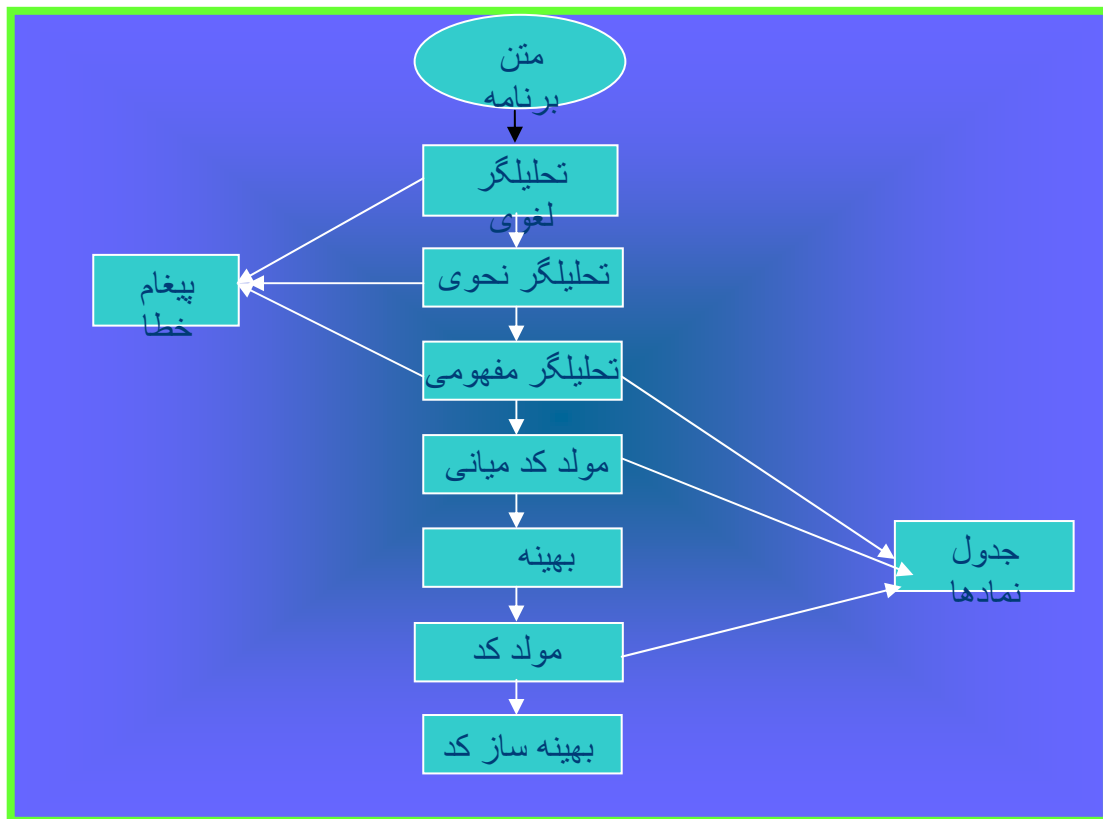 متن
برنامه
تحلیلگر
لغوی
تحلیلگر نحوی
پیغام
خطا
تحلیلگر مفهومی
مولد کد میانی
بهینه
جدول
نمادها
مولد کد
بهینه ساز کد